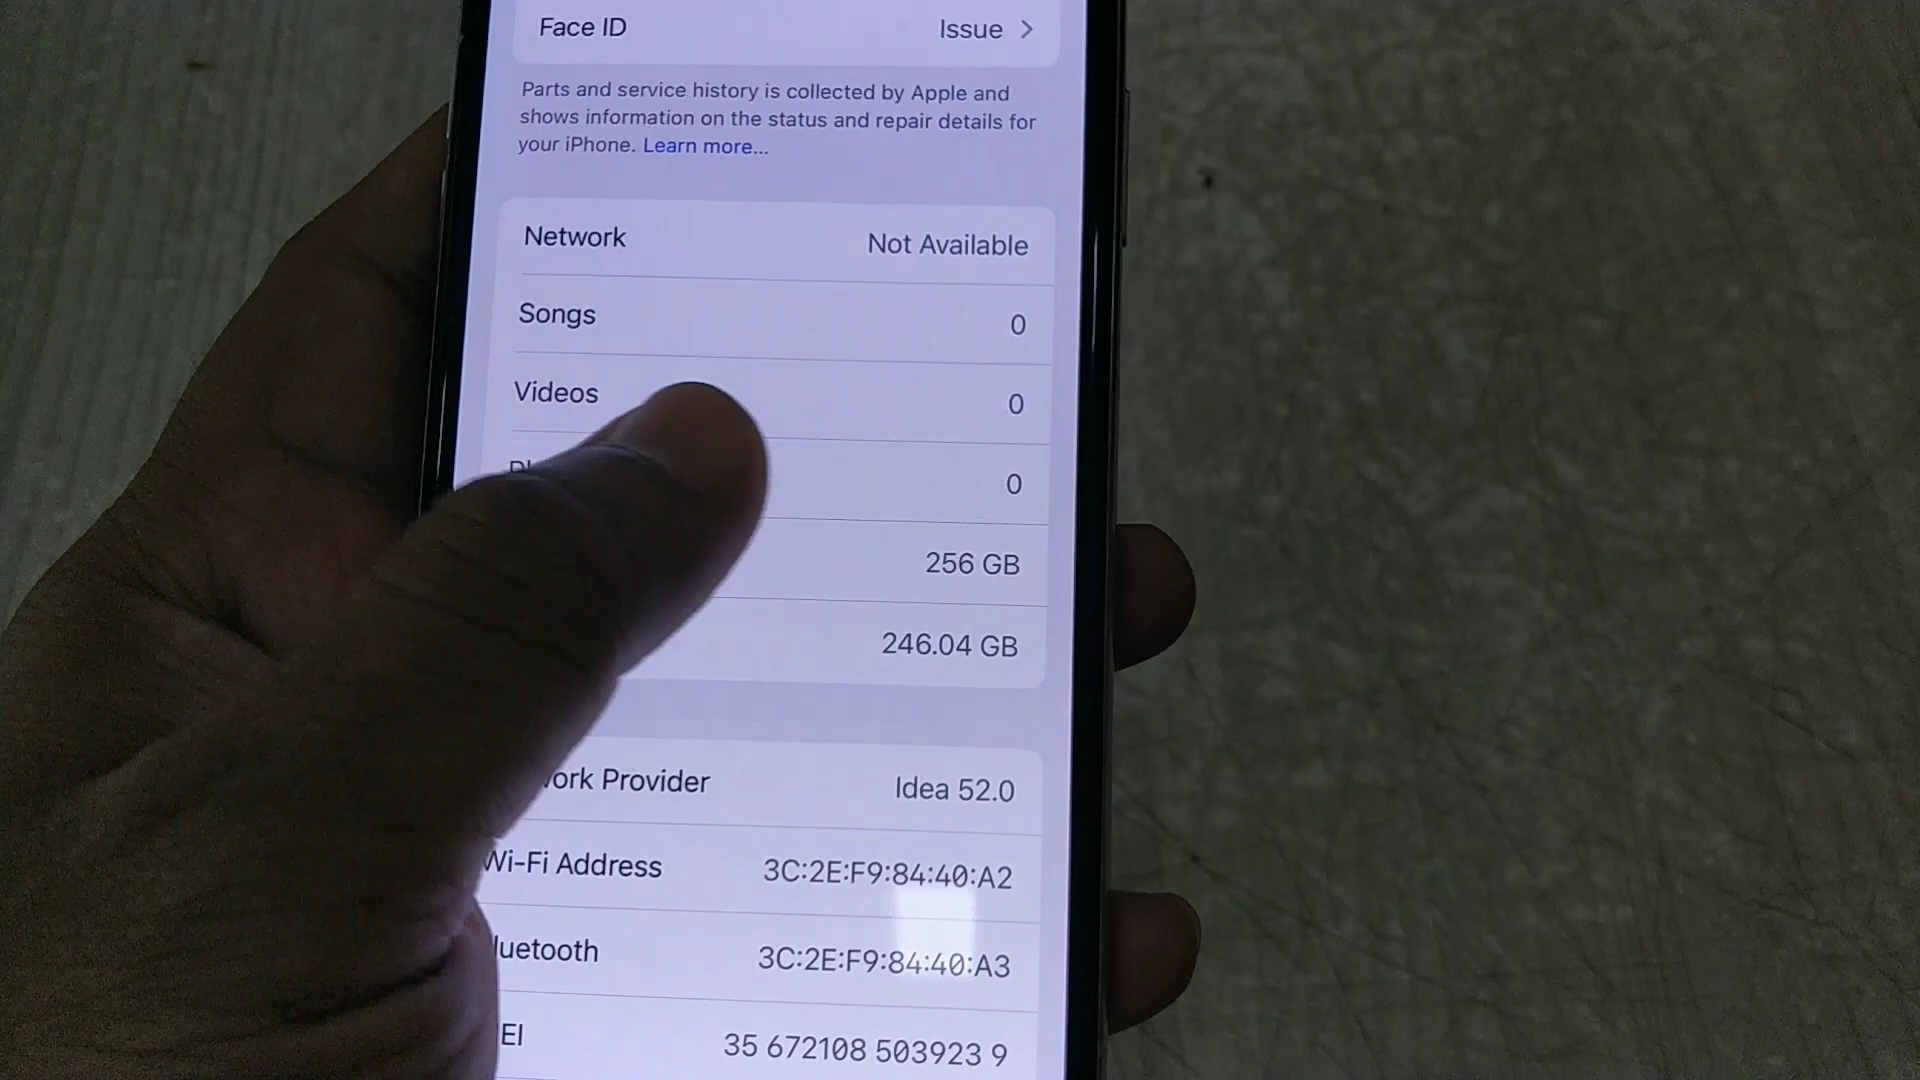 Face ID Issue
Parts and service history is collected by Apple and
shows information on the status and repair details for
your iPhone. Learn more...
Network Not Available
Songs 0
Videos 0
0
256 GB
246.04 GB
ork Provider Idea 52.0
Wi-Fi Address 3C:2E:F9:84:40:A2
luetooth 3C:2E:F9:84:40:A3
EI 35 672108 503923 9